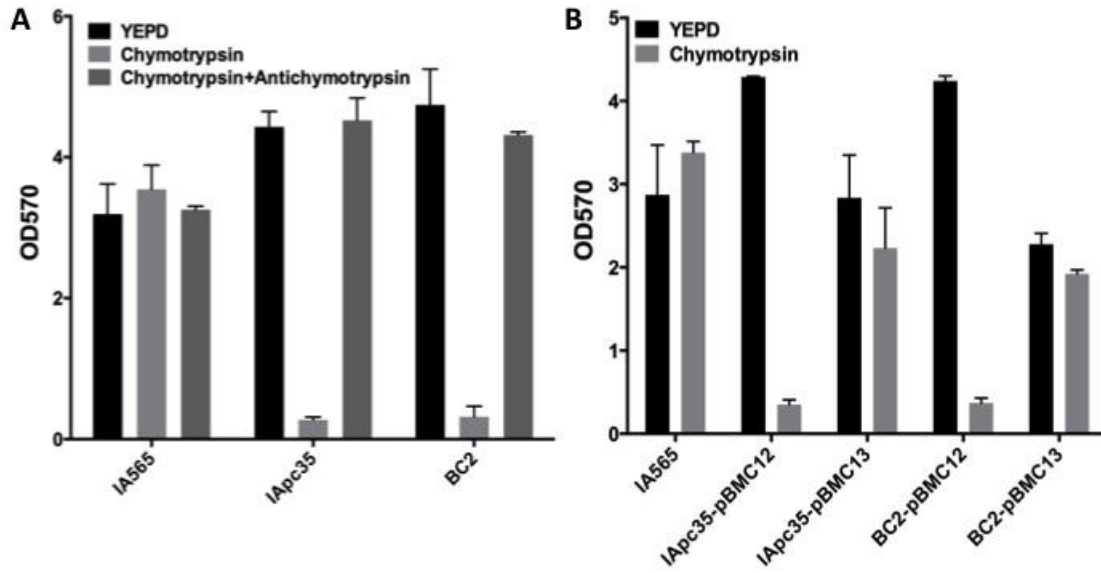 A
YEPD
Chymotrypsin
Chymotrypsin+Antichymotrypsin
OD570
6
4
2
0
IA565
IApc35
BC2
B
YEPD
Chymotrypsin
OD570
5
4
3
2
1
0
IA565
IApc35-pBMC12
IApc35-pBMC13
BC2-pBMC12
BC2-pBMC13